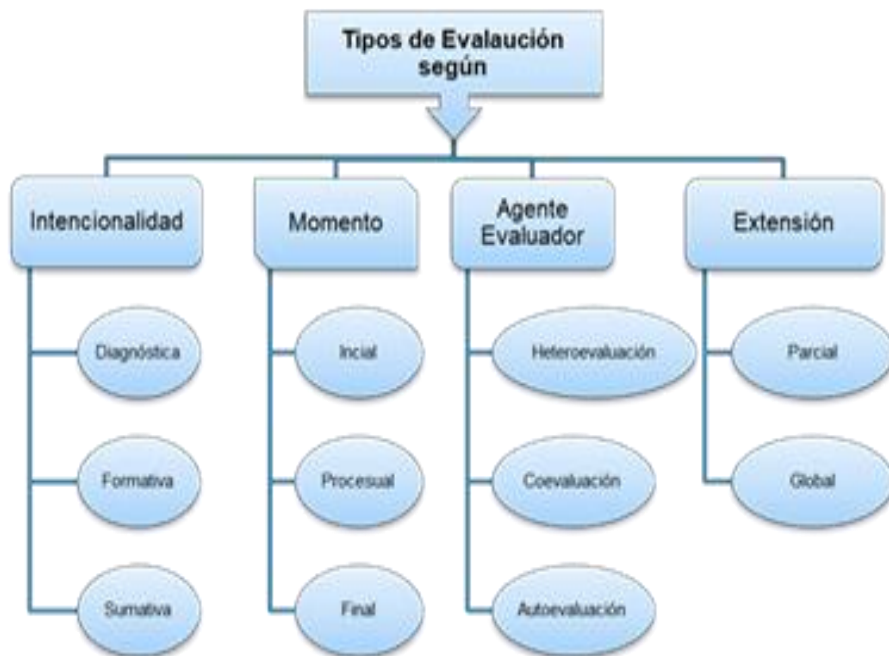 Tipos de Evalaución
según
Intencionalidad
Momento
Agente
Evaluador
Extensión
Diagnóstica
Incial
Heteroevaluación
Parcial
Formativa
Procesual
Coevaluación
Global
Sumativa
Final
Autoevaluación